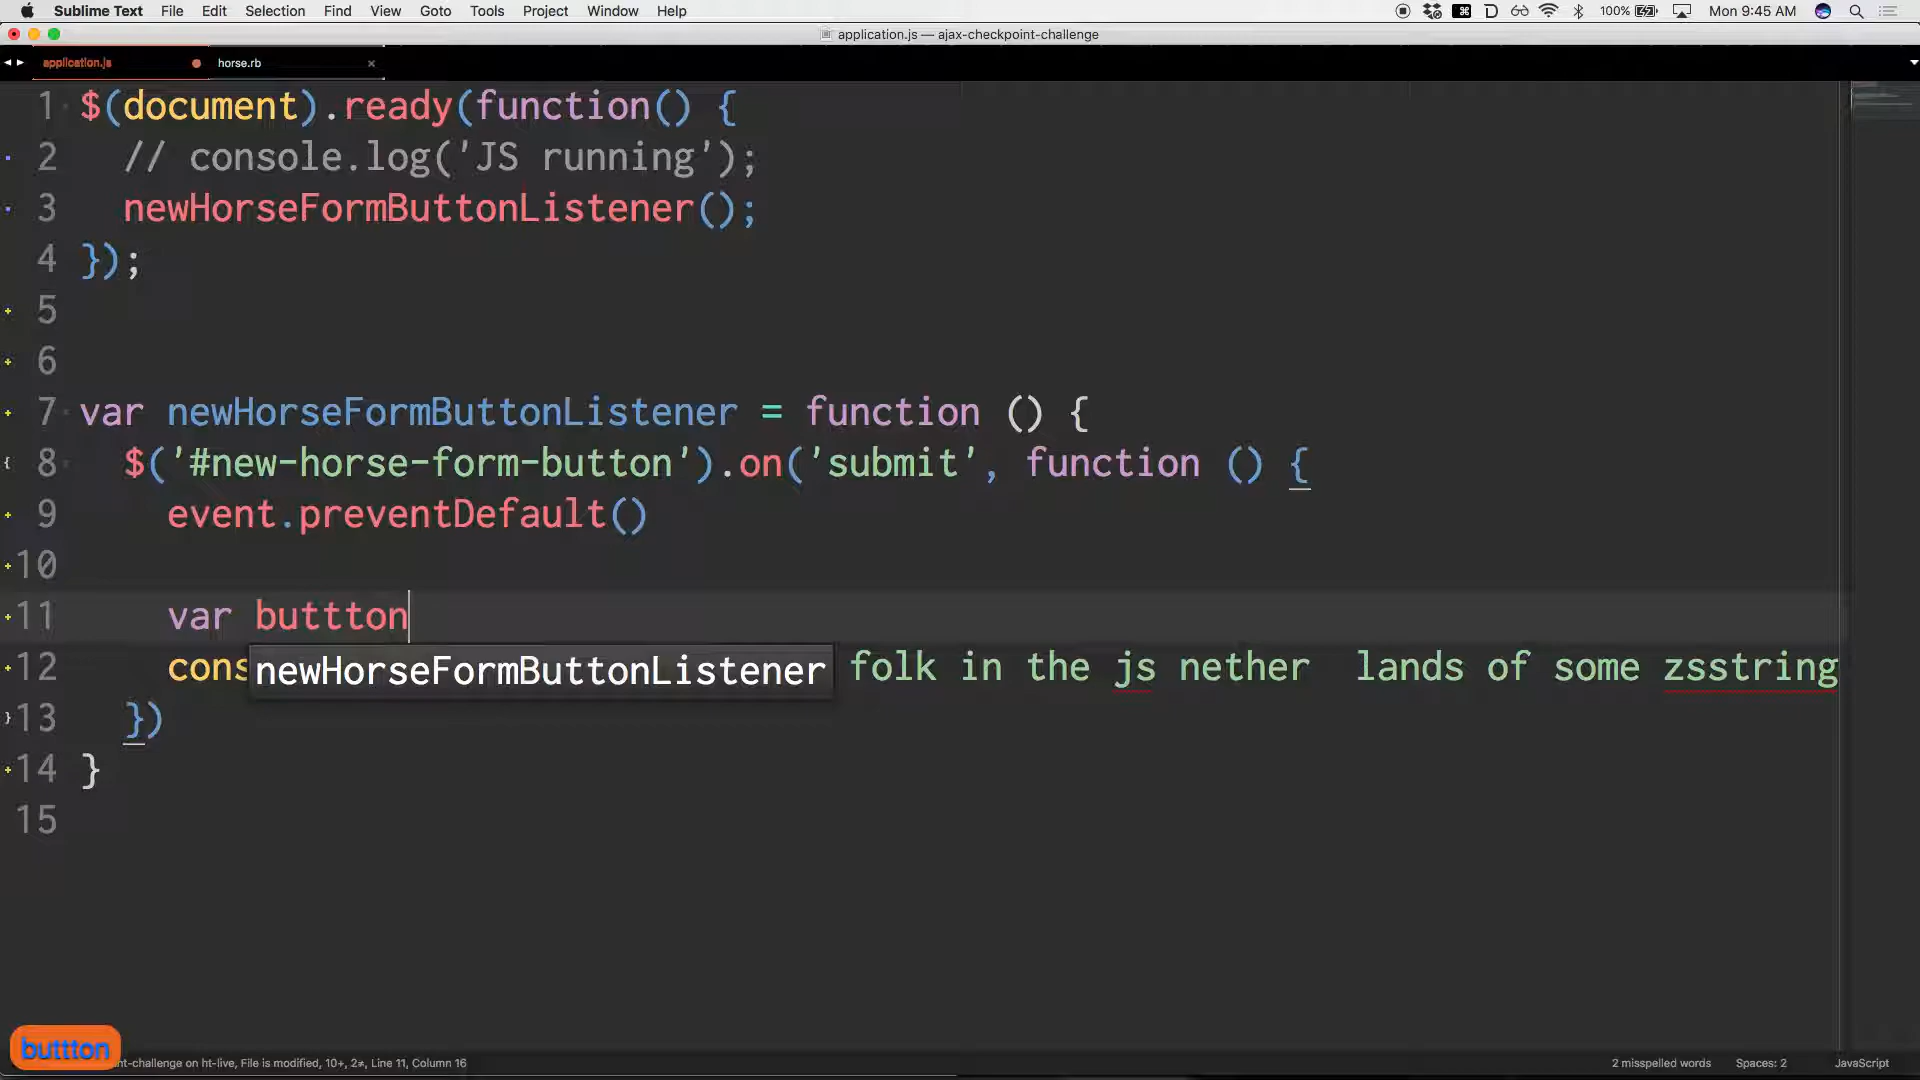 Sublime Text File Edit Selection Find View Goto Tools Project Window Help 100% Mon 9:45 AM
application.js — ajax-checkpoint-challenge
application.js horse.rb
1 $(document).ready(function() {
2 // console.log('JS running');
3 newHorseFormButtonListener();
4 });
5
6
7 var newHorseFormButtonListener = function () {
8 $('#new-horse-form-button').on('submit', function () {
9 event.preventDefault()
10
11 var buttton
12 cons folk in the js nether lands of some zsstring
newHorseFormButtonListener
13 })
14 }
15
buttton
nt-challenge on ht-live, File is modified, 10+, 2≠, Line 11, Column 16 2 misspelled words Spaces: 2 JavaScript